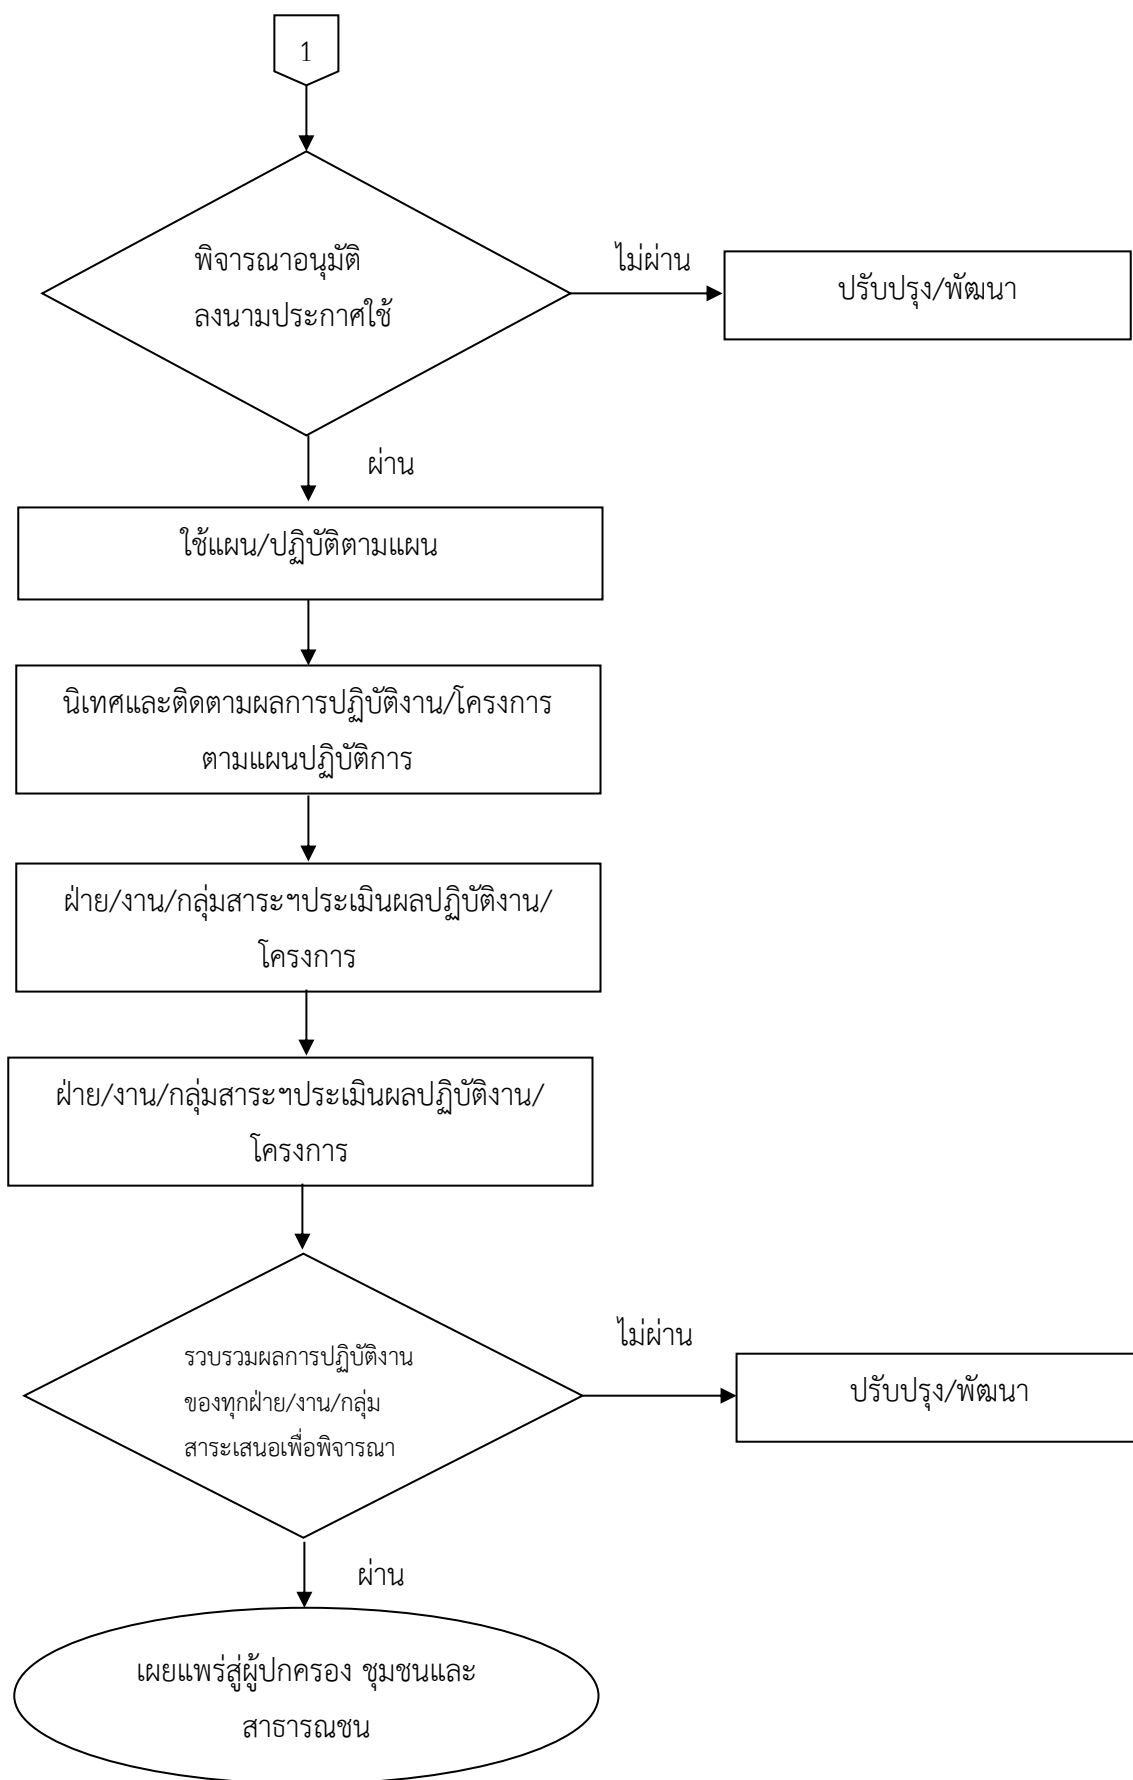 1
พิจารณาอนุมัติ
ลงนามประกาศใช้
ไม่ผ่าน
ปรับปรุง/พัฒนา
ผ่าน
ใช้แผน/ปฏิบัติตามแผน
นิเทศและติดตามผลการปฏิบัติงาน/โครงการ
ตามแผนปฏิบัติการ
ฝ่าย/งาน/กลุ่มสาระฯประเมินผลปฏิบัติงาน/
โครงการ
ฝ่าย/งาน/กลุ่มสาระฯประเมินผลปฏิบัติงาน/
โครงการ
รวบรวมผลการปฏิบัติงาน
ของทุกฝ่าย/งาน/กลุ่ม
สาระเสนอเพื่อพิจารณา
ไม่ผ่าน
ปรับปรุง/พัฒนา
ผ่าน
เผยแพร่สู่ผู้ปกครอง ชุมชนและ
สาธารณชน